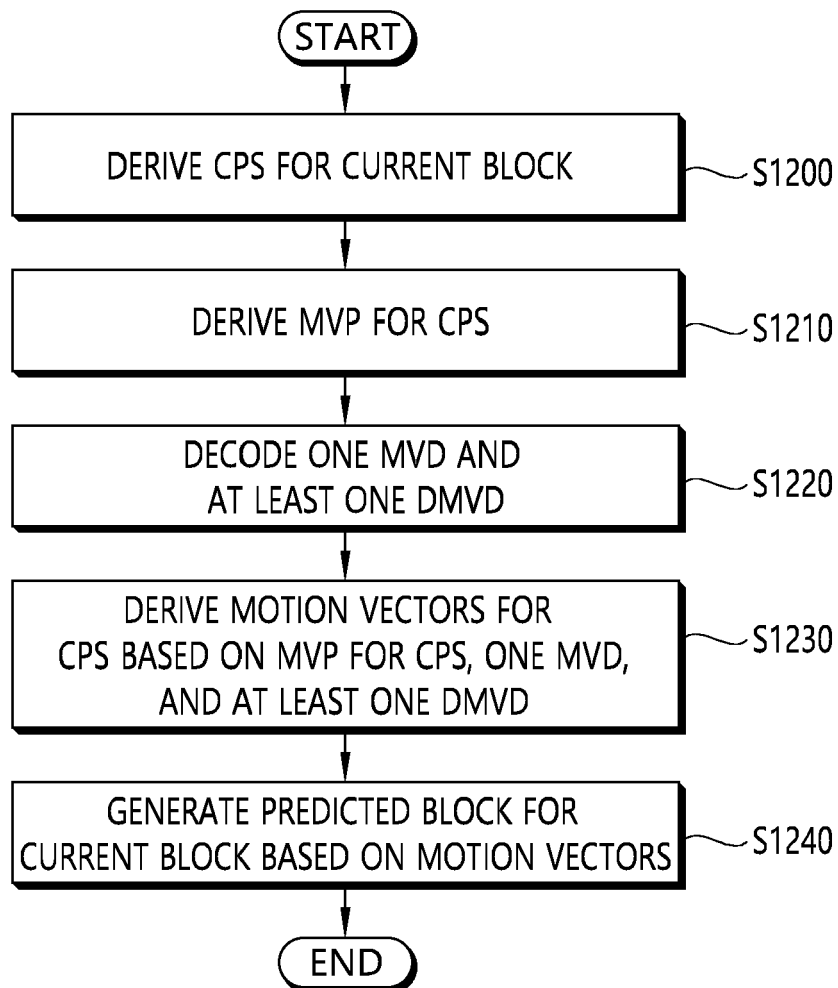 START
DERIVE CPS FOR CURRENT BLOCK
S1200
DERIVE MVP FOR CPS
S1210
DECODE ONE MVD AND
AT LEAST ONE DMVD
S1220
DERIVE MOTION VECTORS FOR
CPS BASED ON MVP FOR CPS, ONE MVD,
AND AT LEAST ONE DMVD
S1230
GENERATE PREDICTED BLOCK FOR
CURRENT BLOCK BASED ON MOTION VECTORS
S1240
END